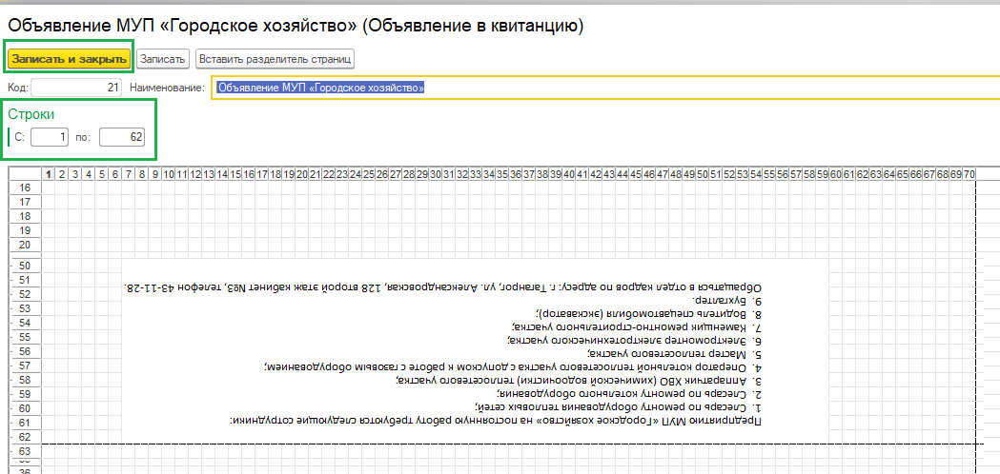 Объявление МУП «Городское хозяйство» (Объявление в квитанцию)
Записать и закрыть Записать Вставить разделитель страниц
Код: 21 Наименование: Объявление МУП «Городское хозяйство»
Строки
С: 1 по: 62
1 2 3 4 5 6 7 8 9 10 11 12 13 14 15 16 17 18 19 20 21 22 23 24 25 26 27 28 29 30 31 32 33 34 35 36 37 38 39 40 41 42 43 44 45 46 47 48 49 50 51 52 53 54 55 56 57 58 59 60 61 62 63 64 65 66 67 68 69 70
16
17
18
19
20
50
51
52
53
54
55
56
57
58
59
60
61
62
63
36
Предприятию МУП «Городское хозяйство» на постоянную работу требуются следующие сотрудники:
1. Слесарь по ремонту оборудования тепловых сетей;
2. Слесарь по ремонту котельного оборудования;
3. Аппаратчик ХВО (химической водоочистки) теплосетевого участка;
4. Оператор котельной теплосетевого участка с допуском к работе с газовым оборудованием;
5. Мастер теплосетевого участка;
6. Электромонтер электротехнического участка;
7. Каменщик ремонтно-строительного участка;
8. Водитель спецавтомобиля (экскаватор);
9. Бухгалтер.
Обращаться в отдел кадров по адресу: г. Таганрог, ул. Александровская, 128 второй этаж кабинет №3, телефон 43-11-28.